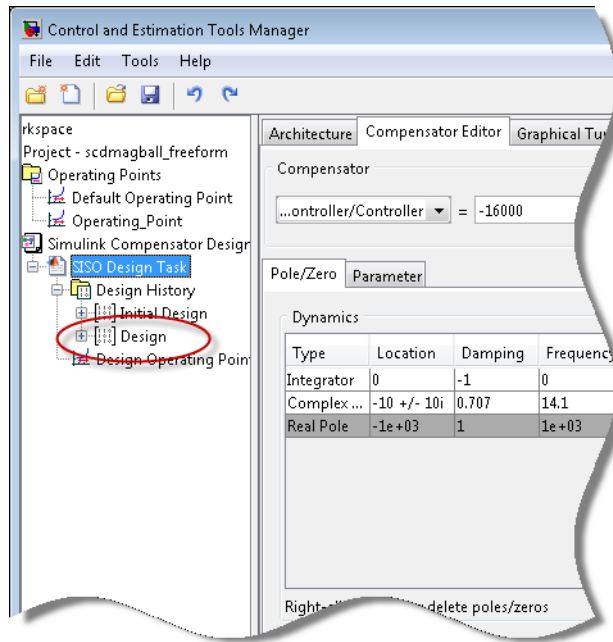 Control and Estimation Tools Manager
File Edit Tools Help
rkspace
Project - scdmagball_freeform
Operating Points
Default Operating Point
Operating_Point
Simulink Compensator Desigr
SISO Design Task
Design History
Initial Design
Design
Design Operating Poin
Architecture Compensator Editor Graphical Tu
Compensator
...ontroller/Controller = -16000
Pole/Zero Parameter
Dynamics
Type Location Damping Frequency
Integrator 0 -1 0
Complex ... -10 +/- 10i 0.707 14.1
Real Pole -1e+03 1 1e+03
Right- delete poles/zeros